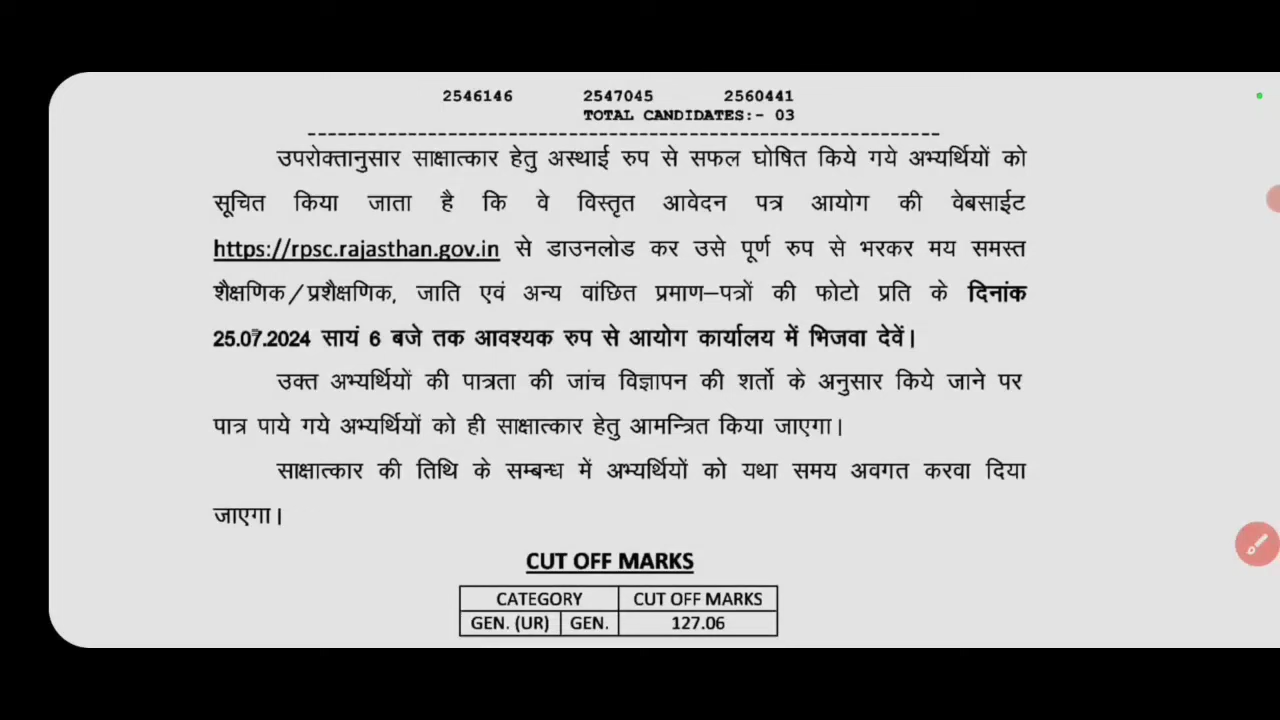 2546146 2547045 2560441
TOTAL CANDIDATES:- 03
उपरोक्तानुसार साक्षात्कार हेतु अस्थाई रुप से सफल घोषित किये गये अभ्यर्थियों को
सूचित किया जाता है कि वे विस्तृत आवेदन पत्र आयोग की वेबसाईट
https://rpsc.rajasthan.gov.in से डाउनलोड कर उसे पूर्ण रुप से भरकर मय समस्त
शैक्षणिक/प्रशैक्षणिक, जाति एवं अन्य वांछित प्रमाण–पत्रों की फोटो प्रति के दिनांक
25.07.2024 सायं 6 बजे तक आवश्यक रुप से आयोग कार्यालय में भिजवा देवें।
उक्त अभ्यर्थियों की पात्रता की जांच विज्ञापन की शर्तो के अनुसार किये जाने पर
पात्र पाये गये अभ्यर्थियों को ही साक्षात्कार हेतु आमन्त्रित किया जाएगा।
साक्षात्कार की तिथि के सम्बन्ध में अभ्यर्थियों को यथा समय अवगत करवा दिया
जाएगा।
CUT OFF MARKS
CATEGORY CUT OFF MARKS
GEN. (UR) GEN. 127.06